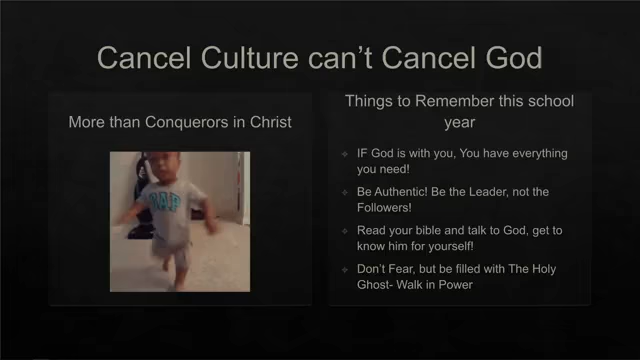 Cancel Culture can't Cancel God
More than Conquerors in Christ
GAP
Things to Remember this school
year
IF God is with you, You have everything
you need!
Be Authentic! Be the Leader, not the
Followers!
Read your bible and talk to God, get to
know him for yourself!
Don't Fear, but be filled with The Holy
Ghost- Walk in Power